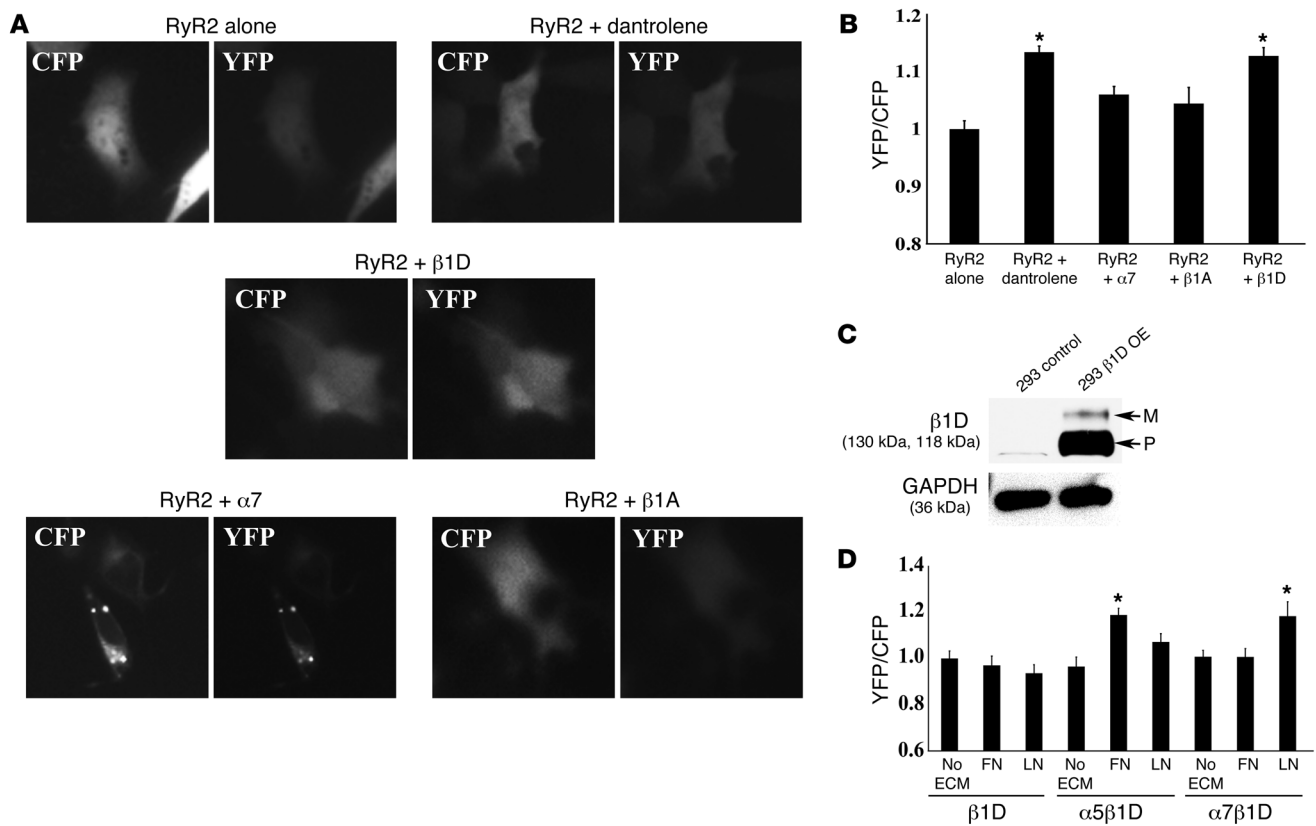 A
RyR2 alone
CFP
YFP
RyR2 + dantrolene
CFP
YFP
RyR2 + β1D
CFP
YFP
RyR2 + α7
CFP
YFP
RyR2 + β1A
CFP
YFP
B
YFP/CFP
1.2
1.1
1
0.9
0.8
RyR2
alone
RyR2 +
dantrolene
RyR2
+ α7
RyR2
+ β1A
RyR2
+ β1D
*
*
C
293 control
293 β1D OE
β1D
(130 kDa, 118 kDa)
M
P
GAPDH
(36 kDa)
D
YFP/CFP
1.4
1.2
1.0
0.8
0.6
*
*
No
ECM
FN
LN
No
ECM
FN
LN
No
ECM
FN
LN
β1D
α5β1D
α7β1D